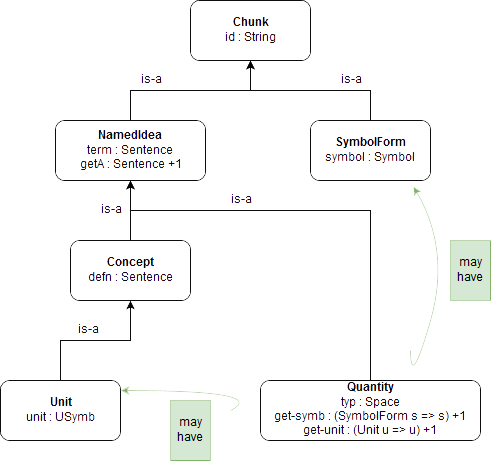 Chunk
id : String
is-a
is-a
NamedIdea
term : Sentence
getA : Sentence +1
SymbolForm
symbol : Symbol
is-a
is-a
Concept
defn : Sentence
may
have
is-a
Unit
unit : USymb
may
have
Quantity
typ : Space
get-symb : (SymbolForm s => s) +1
get-unit : (Unit u => u) +1